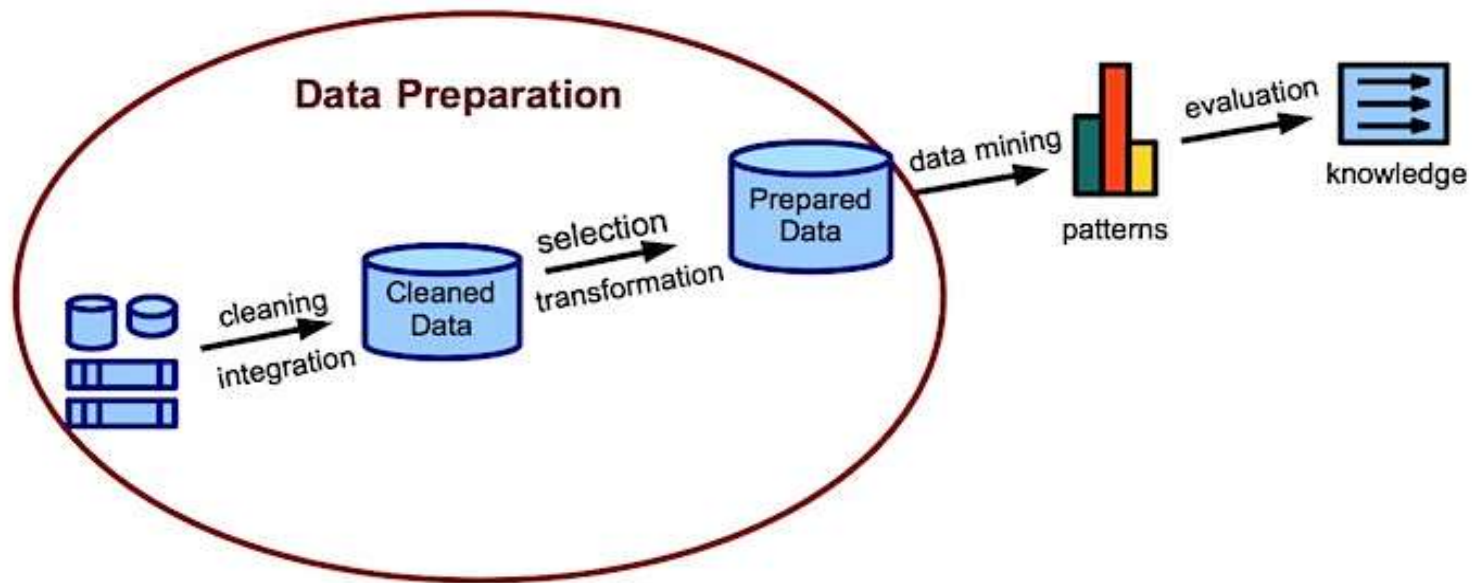 Data Preparation
cleaning
integration
Cleaned
Data
selection
transformation
Prepared
Data
data mining
patterns
evaluation
knowledge